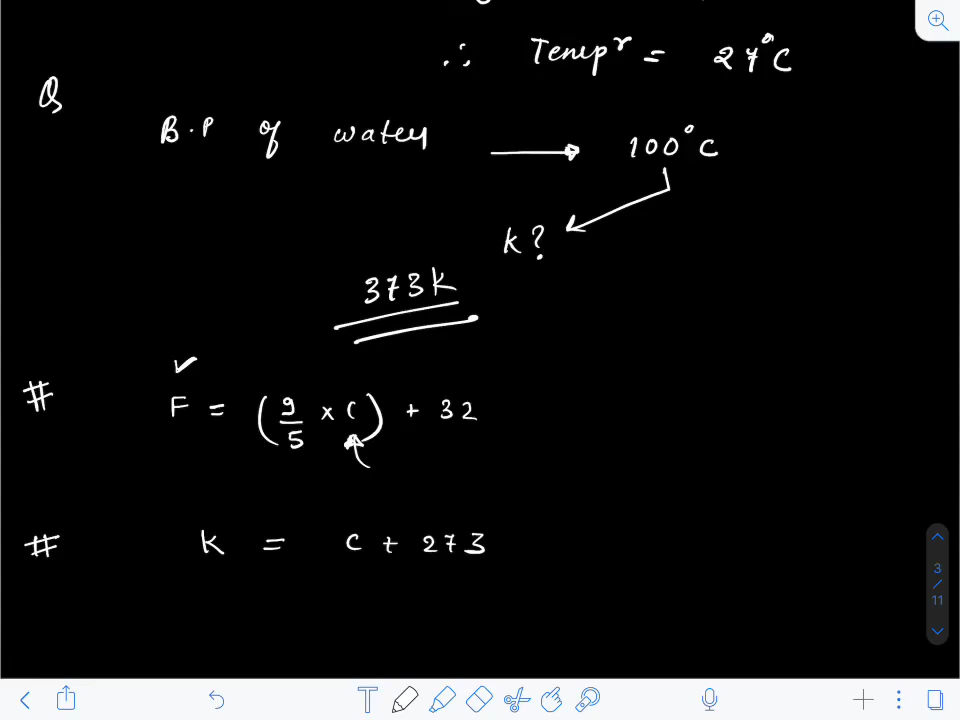 ∴ Tempr = 27°C
Q
B.P of water → 100°C
K?
373K
# F = (9/5 × C) + 32
# K = C + 273
3
/
11
T